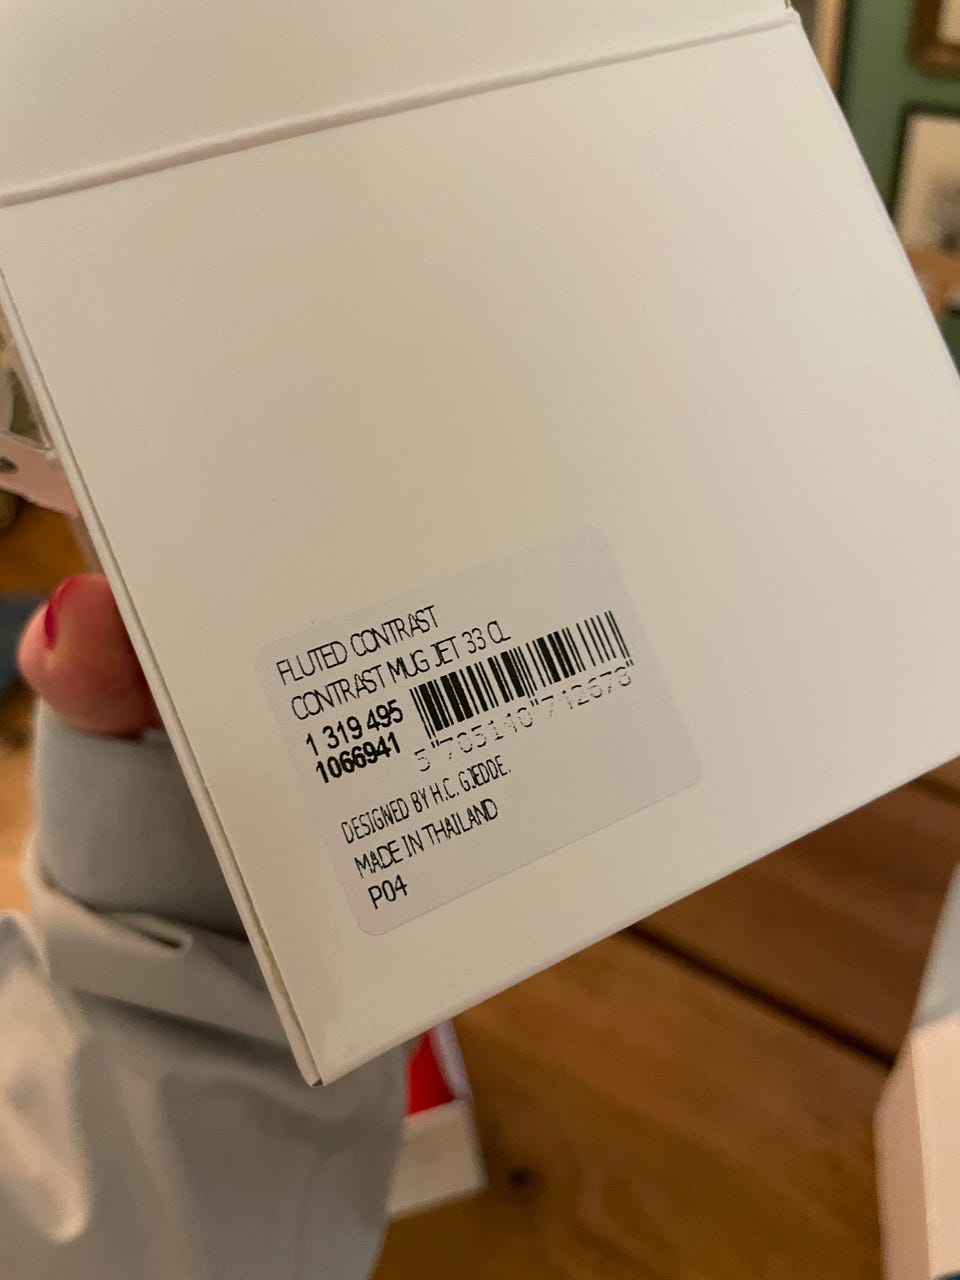 FLUTED CONTRAST
CONTRAST MUG JET 33 CL
1 319 495
1066941
5"705140"712678"
DESIGNED BY H.C. GJEDDE.
MADE IN THAILAND
P04